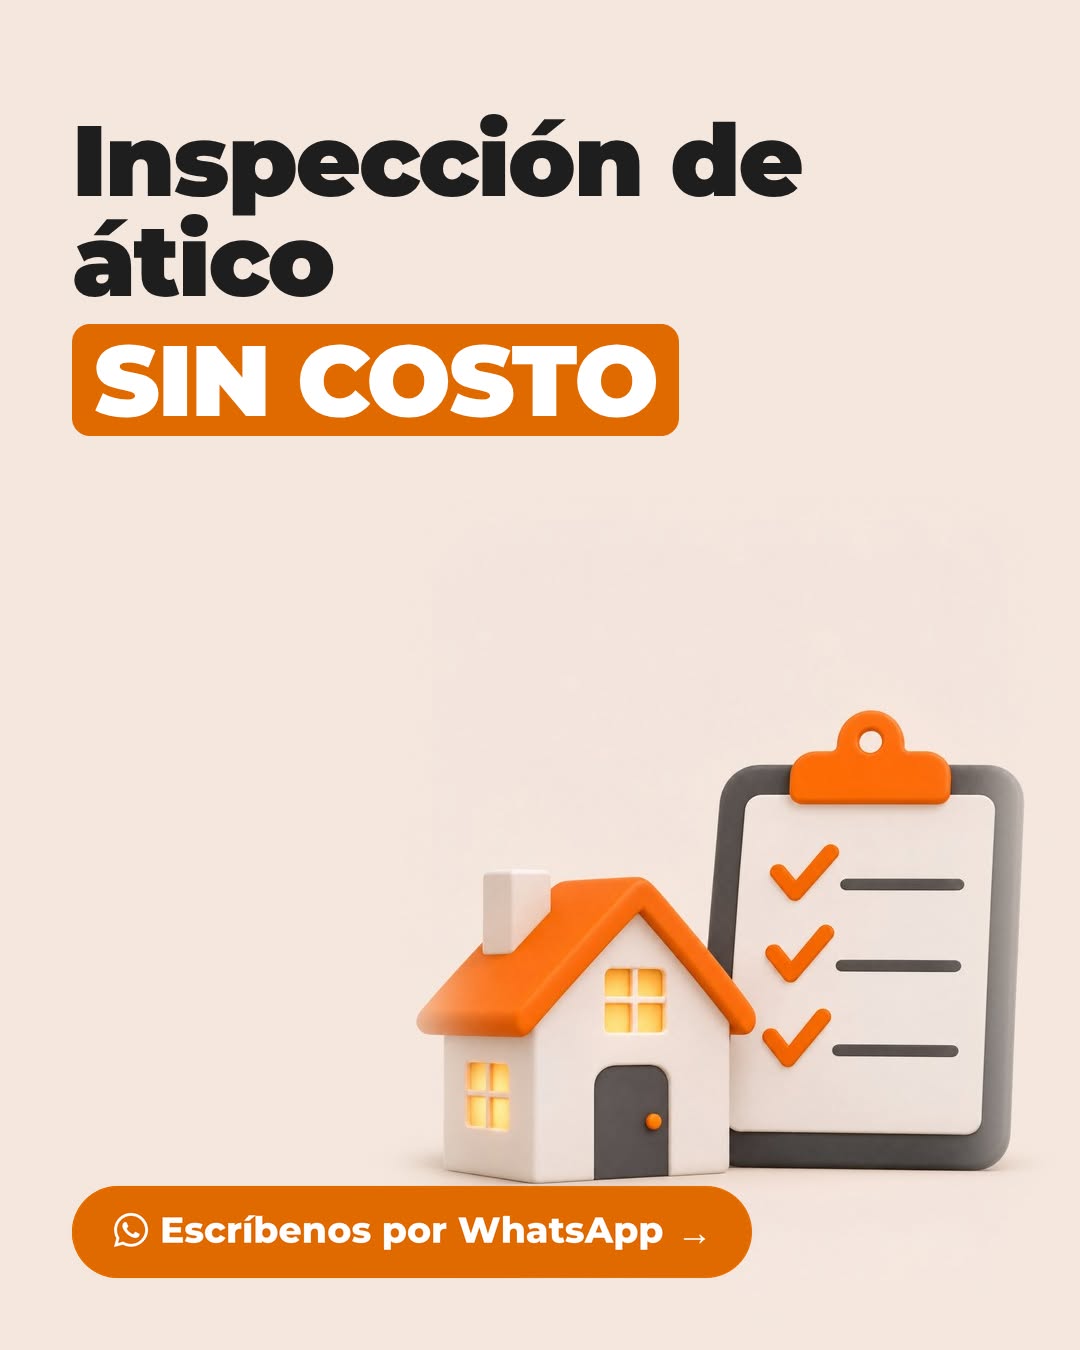 Inspección de
ático
SIN COSTO
Escríbenos por WhatsApp →